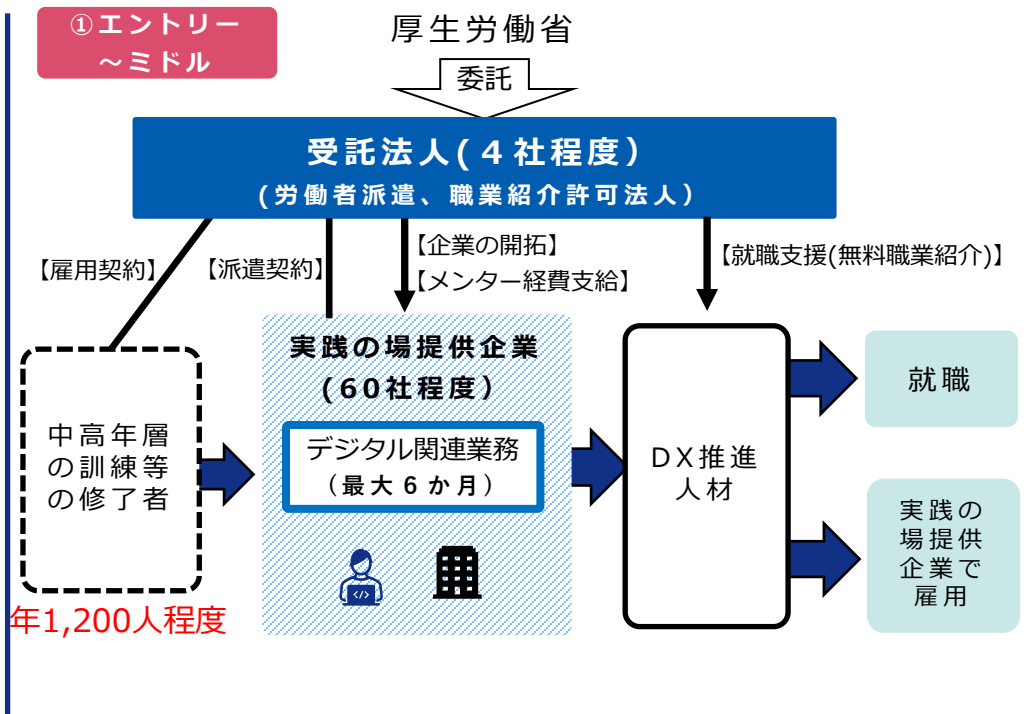 ①エントリー
～ミドル
厚生労働省
委託
受託法人(４社程度）
(労働者派遣、職業紹介許可法人）
【雇用契約】
【派遣契約】
【企業の開拓】
【メンター経費支給】
【就職支援(無料職業紹介)】
中高年層
の訓練等
の修了者
年1,200人程度
実践の場提供企業
(60社程度）
デジタル関連業務
（最大６か月）
DX推進
人材
就職
実践の
場提供
企業で
雇用